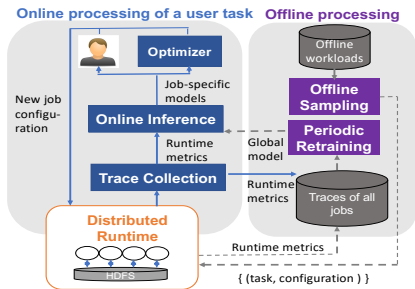 Online processing of a user task
Offline processing
Optimizer
Offline
workloads
New job
configu-
ration
Job-specific
models
Offline
Sampling
Online Inference
Runtime
metrics
Global
model
Periodic
Retraining
Trace Collection
Runtime
metrics
Traces of all
jobs
Distributed
Runtime
HDFS
Runtime metrics
{ (task, configuration ) }